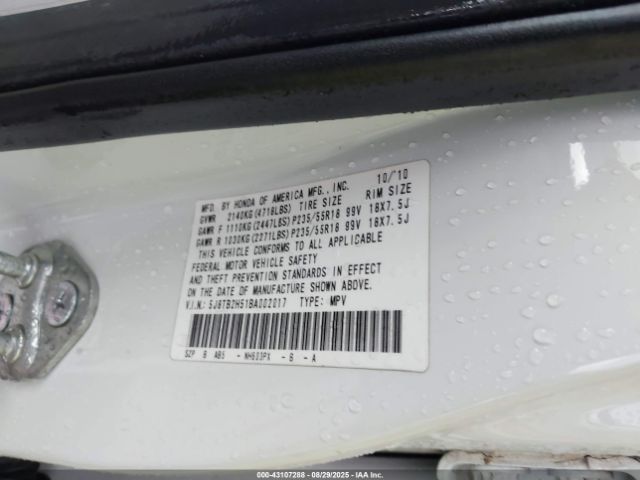 MFD. BY HONDA OF AMERICA MFG., INC. 10/'10
GVWR 2140KG(4718LBS) TIRE SIZE RIM SIZE
GAWR F 1110KG(2447LBS)P235/55R18 99V 18X7.5J
GAWR R 1030KG(2271LBS)P235/55R18 99V 18X7.5J
THIS VEHICLE CONFORMS TO ALL APPLICABLE
FEDERAL MOTOR VEHICLE SAFETY
AND THEFT PREVENTION STANDARDS IN EFFECT
ON THE DATE OF MANUFACTURE SHOWN ABOVE.
V.I.N.: 5J8TB2H51BA002017 TYPE: MPV
SZP B AB5 - NH603PX - B - A
000-43107288 - 08/29/2025 - IAA Inc.